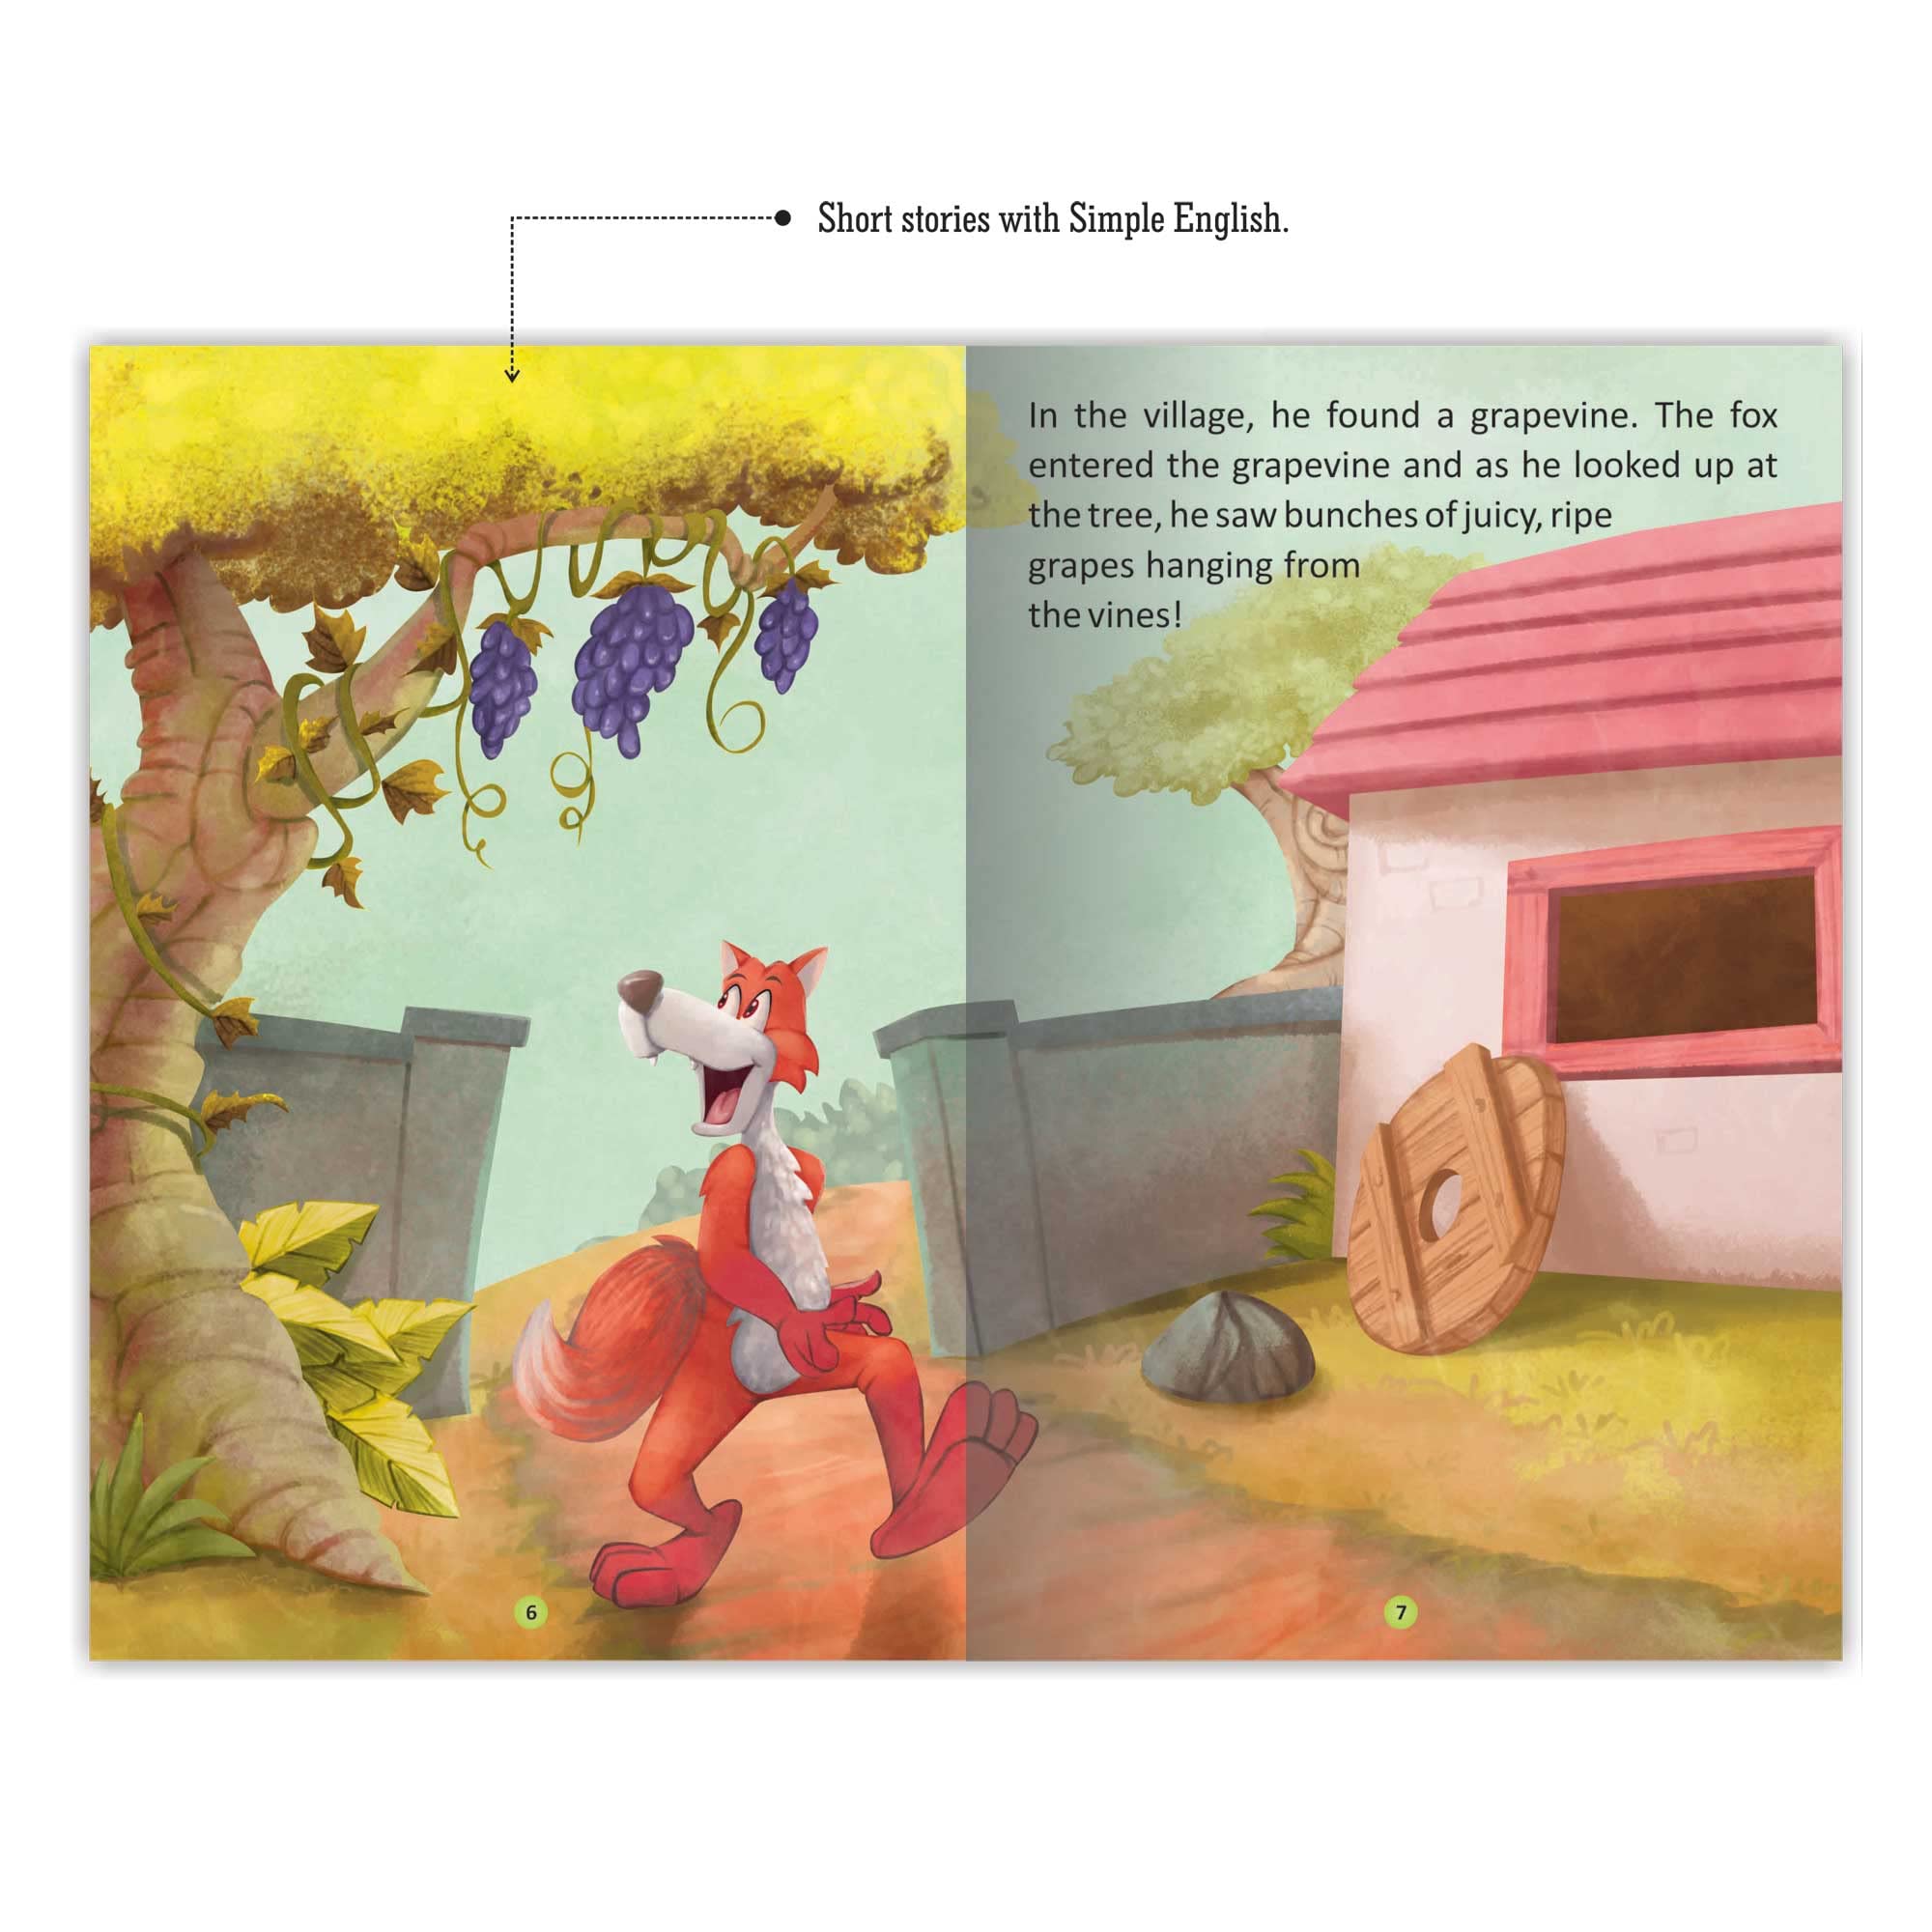 Short stories with Simple English.
In the village, he found a grapevine. The fox
entered the grapevine and as he looked up at
the tree, he saw bunches of juicy, ripe
grapes hanging from
the vines!
6
7